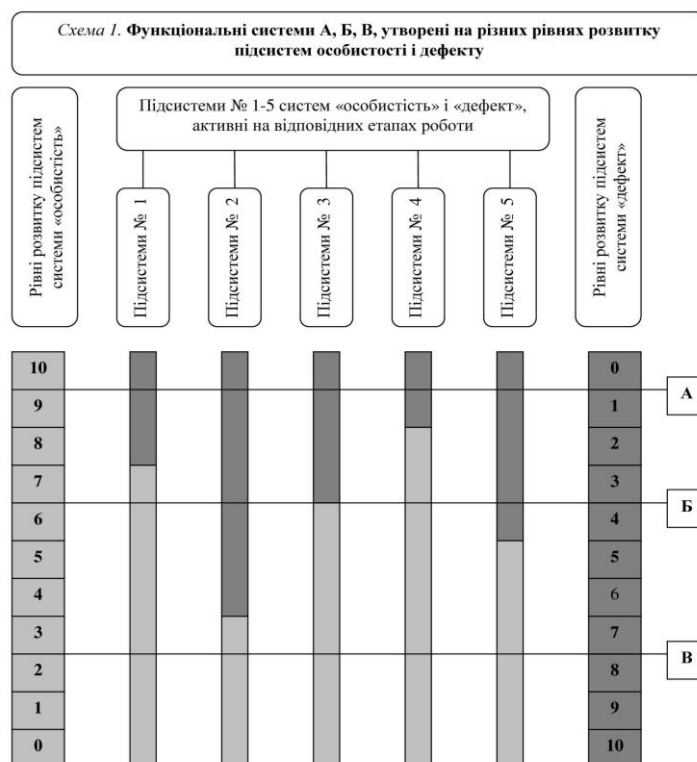 Схема 1. Функціональні системи А, Б, В, утворені на різних рівнях розвитку
підсистем особистості і дефекту
Рівні розвитку підсистем
системи «особистість»
Підсистеми № 1-5 систем «особистість» і «дефект»,
активні на відповідних етапах роботи
Підсистеми № 1
Підсистеми № 2
Підсистеми № 3
Підсистеми № 4
Підсистеми № 5
Рівні розвитку підсистем
системи «дефект»
10
9
8
7
6
5
4
3
2
1
0
0
1
2
3
4
5
6
7
8
9
10
А
Б
В